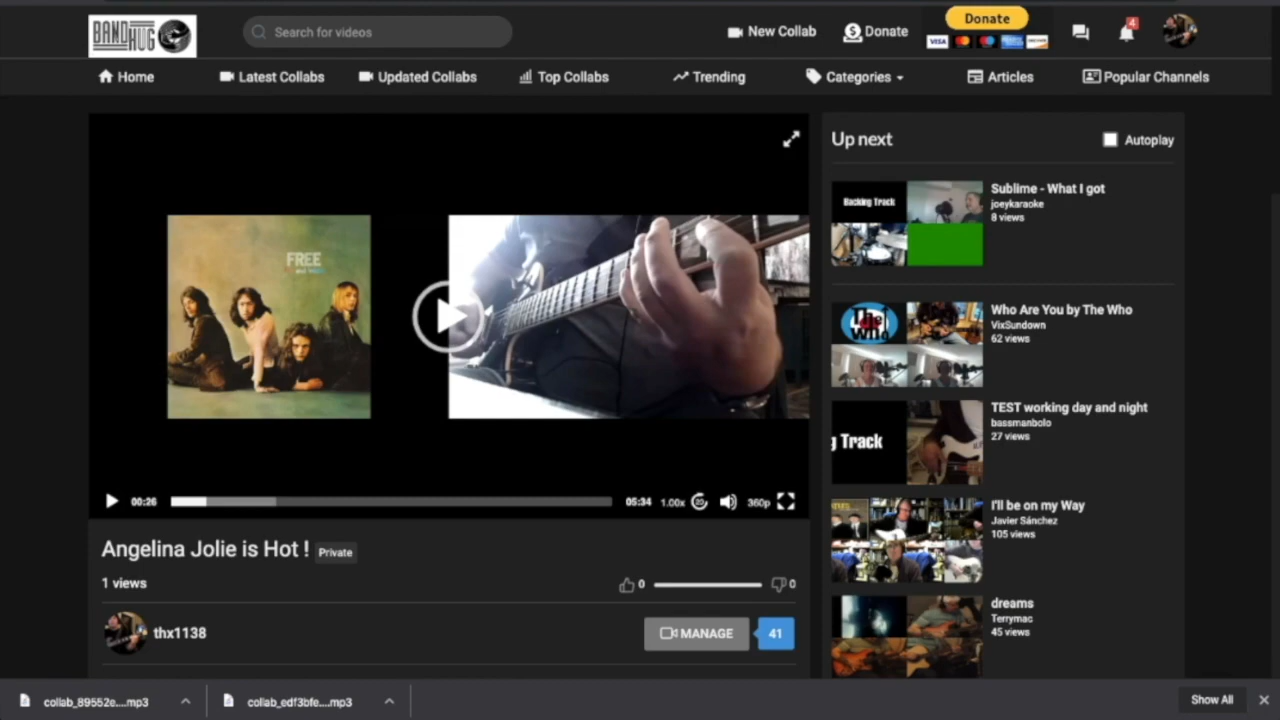 BAND HUG
Search for videos
New Collab
Donate
Donate
VISA
4
Home
Latest Collabs
Updated Collabs
Top Collabs
Trending
Categories
Articles
Popular Channels
FREE
Up next
Autoplay
Backing Track
Sublime - What I got
joeykaraoke
8 views
The Who
Who Are You by The Who
VixSundown
62 views
g Track
TEST working day and night
bassmanbolo
27 views
I'll be on my Way
Javier Sánchez
105 views
dreams
Terrymac
45 views
00:26
05:34
1.00x
360p
Angelina Jolie is Hot !
Private
1 views
0
0
thx1138
MANAGE
41
collab_89552e....mp3
collab_edf3bfe....mp3
Show All